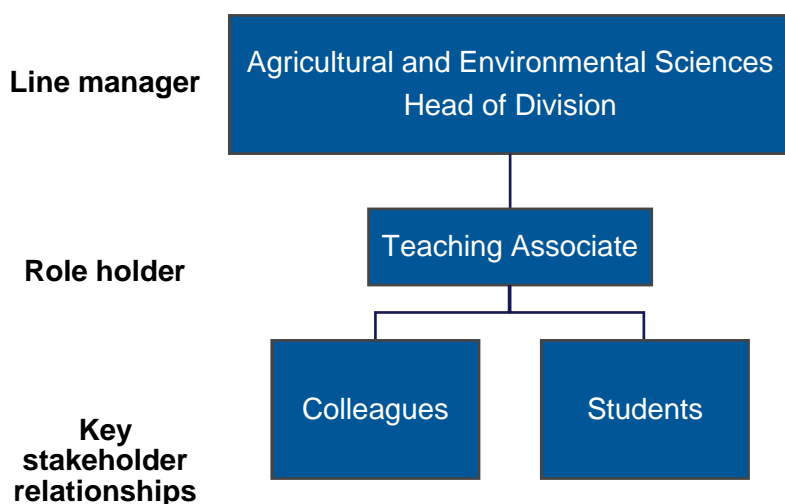 Line manager
Agricultural and Environmental Sciences
Head of Division
Role holder
Teaching Associate
Key
stakeholder
relationships
Colleagues
Students